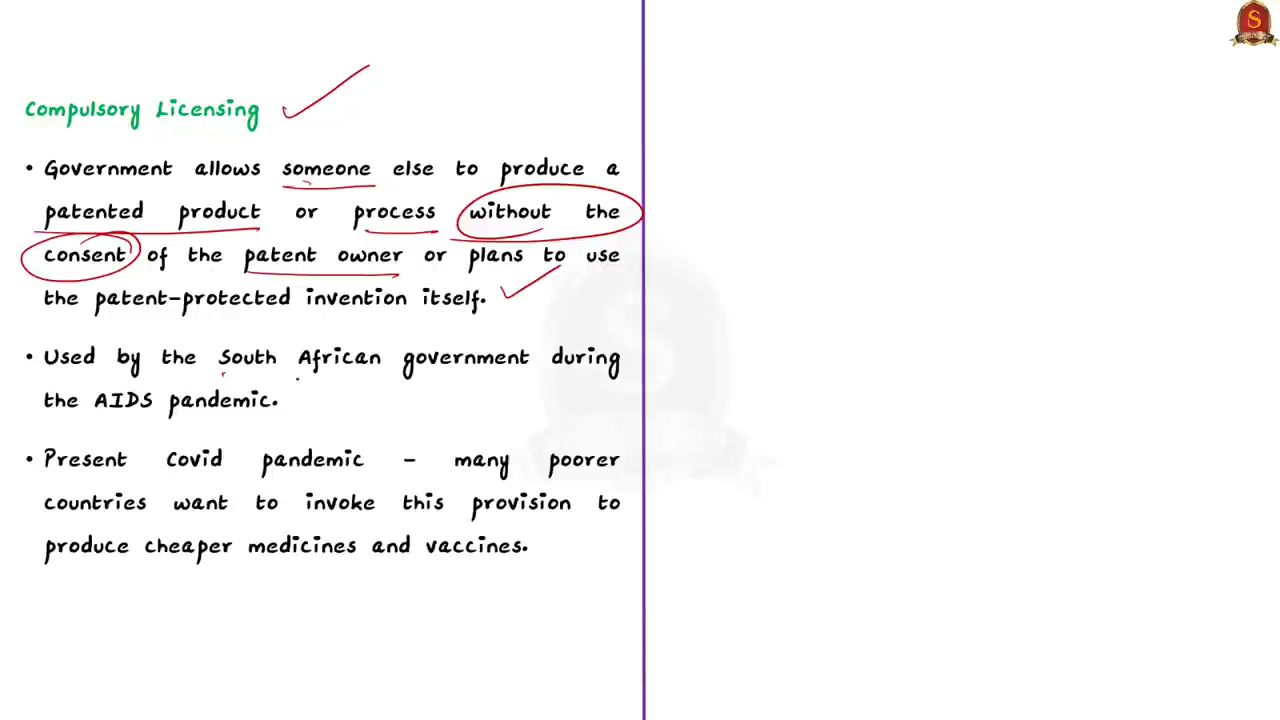 Compulsory Licensing
• Government allows someone else to produce a
patented product or process without the
consent of the patent owner or plans to use
the patent-protected invention itself.
• Used by the South African government during
the AIDS pandemic.
• Present Covid pandemic - many poorer
countries want to invoke this provision to
produce cheaper medicines and vaccines.
S